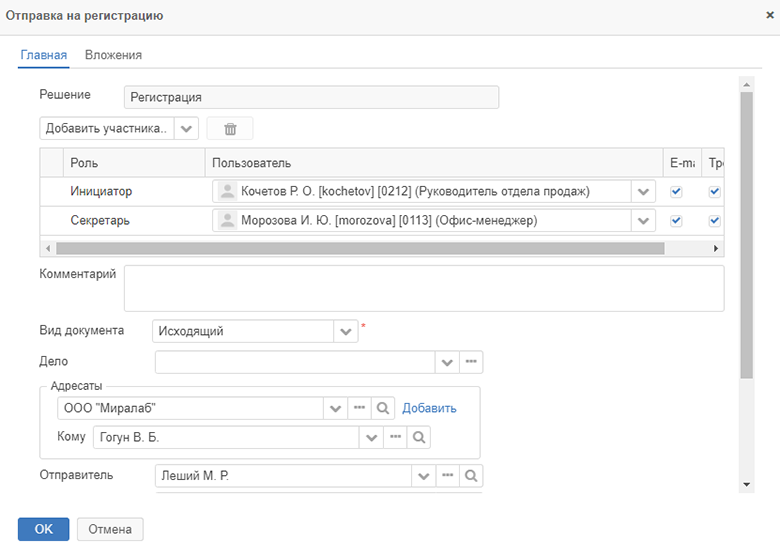 Отправка на регистрацию
Главная Вложения
Решение Регистрация
Добавить участника..
Роль Пользователь E-ma Тре
Инициатор Кочетов Р. О. [kochetov] [0212] (Руководитель отдела продаж)
Секретарь Морозова И. Ю. [morozova] [0113] (Офис-менеджер)
Комментарий
Вид документа Исходящий *
Дело
Адресаты
ООО "Миралаб" Добавить
Кому Гогун В. Б.
Отправитель Леший М. Р.
OK Отмена